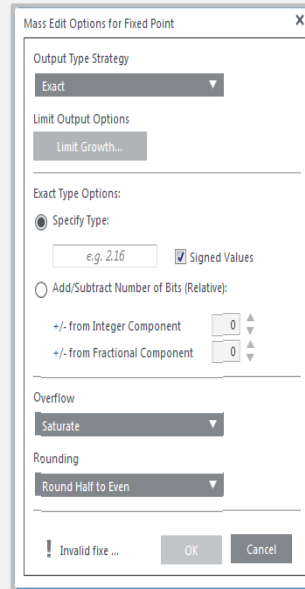 Mass Edit Options for Fixed Point
x
Output Type Strategy
Exact
Limit Output Options
Limit Growth...
Exact Type Options:
Specify Type:
e.g. 2.16
Signed Values
Add/Subtract Number of Bits (Relative):
+/- from Integer Component
0
+/- from Fractional Component
0
Overflow
Saturate
Rounding
Round Half to Even
! Invalid fixe ...
OK
Cancel